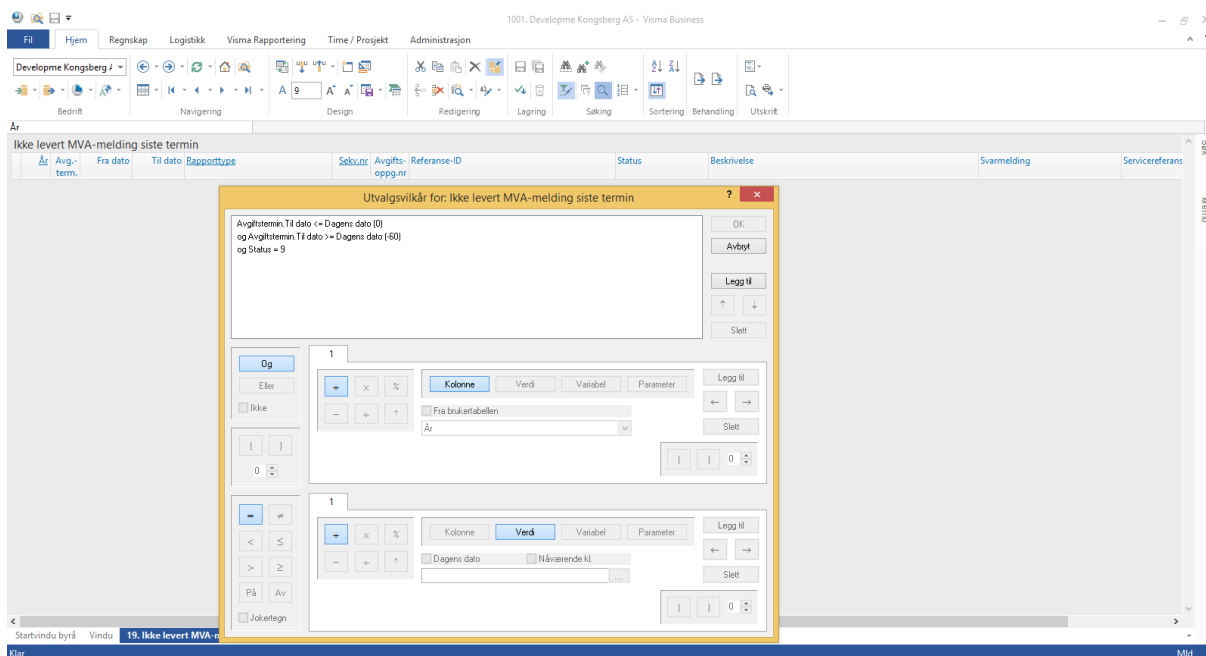 1001. Developme Kongsberg AS - Visma Business
Fil Hjem Regnskap Logistikk Visma Rapportering Time / Prosjekt Administrasjon
Developme Kongsberg
A 9 A A
Bedrift Navigering Design Redigering Lagring Søking Sortering Behandling Utskrift
År
Ikke levert MVA-melding siste termin
År Avg.- Fra dato Til dato Rapporttype Sekv.nr Avgifts- Referanse-ID Status Beskrivelse Svarmelding Servicereferans
term. oppg.nr
Utvalgsvilkår for: Ikke levert MVA-melding siste termin ? ×
Avgiftstermin.Til dato <= Dagens dato (0)
og Avgiftstermin.Til dato >= Dagens dato (-60)
og Status = 9
OK
Avbryt
Legg til
↑ ↓
Slett
Og
Eller
Ikke
( )
0
1
+ × %
− ÷ ↑
Kolonne Verdi Variabel Parameter
Fra brukertabellen
År
Legg til
← →
Slett
( ) 0
= ≠
< ≤
> ≥
På Av
Jokertegn
1
+ × %
− ÷ ↑
Kolonne Verdi Variabel Parameter
Dagens dato Nåværende kl.
...
Legg til
← →
Slett
( ) 0
Startvindu byrå Vindu 19. Ikke levert MVA-m
Klar Mld